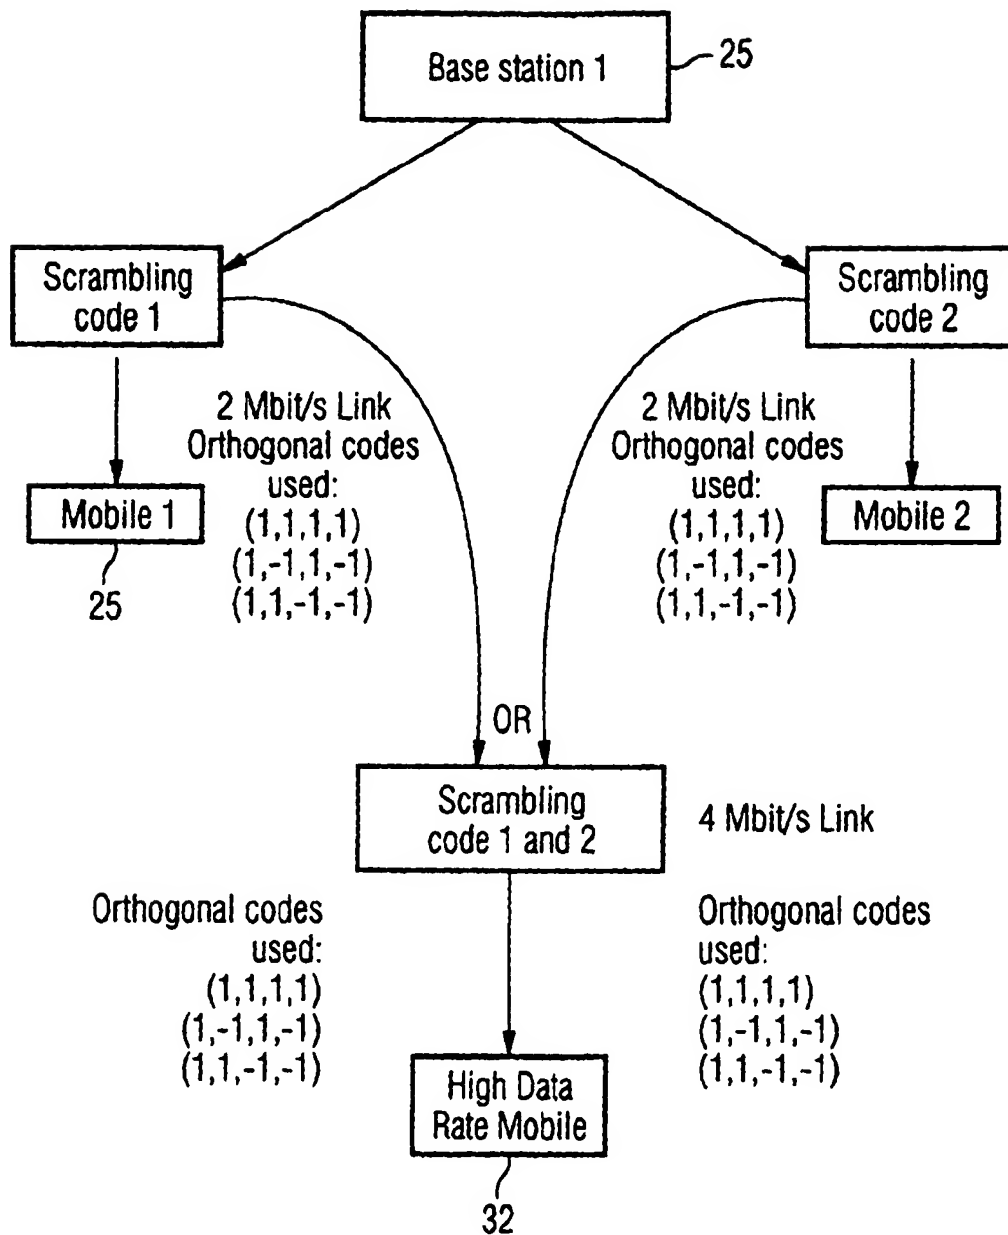 Base station 1
25
Scrambling
code 1
Scrambling
code 2
2 Mbit/s Link
Orthogonal codes
used:
(1,1,1,1)
(1,-1,1,-1)
(1,1,-1,-1)
2 Mbit/s Link
Orthogonal codes
used:
(1,1,1,1)
(1,-1,1,-1)
(1,1,-1,-1)
Mobile 1
25
Mobile 2
OR
Scrambling
code 1 and 2
4 Mbit/s Link
Orthogonal codes
used:
(1,1,1,1)
(1,-1,1,-1)
(1,1,-1,-1)
Orthogonal codes
used:
(1,1,1,1)
(1,-1,1,-1)
(1,1,-1,-1)
High Data
Rate Mobile
32